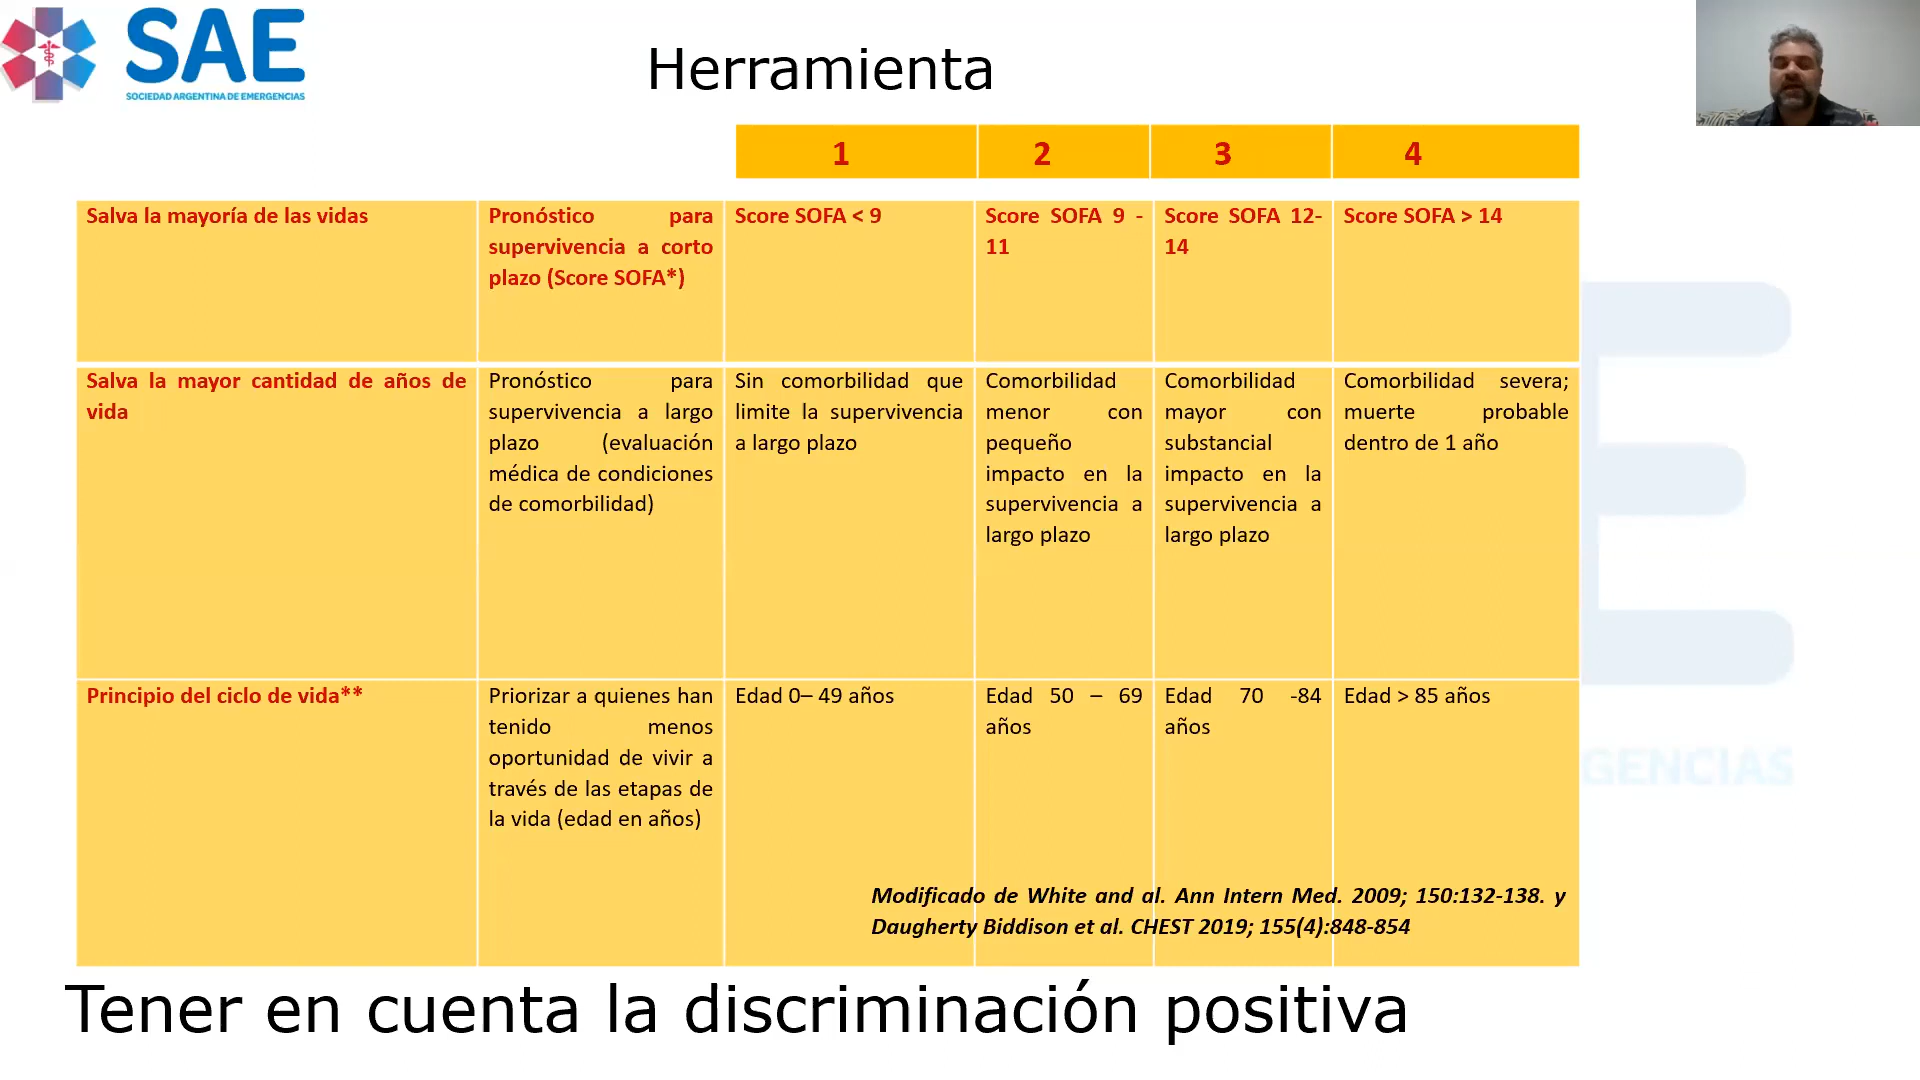 SAE
SOCIEDAD ARGENTINA DE EMERGENCIAS
Herramienta
1 2 3 4
Salva la mayoría de las vidas
Pronóstico para
supervivencia a corto
plazo (Score SOFA*)
Score SOFA < 9
Score SOFA 9 -
11
Score SOFA 12-
14
Score SOFA > 14
Salva la mayor cantidad de años de
vida
Pronóstico para
supervivencia a largo
plazo (evaluación
médica de condiciones
de comorbilidad)
Sin comorbilidad que
limite la supervivencia
a largo plazo
Comorbilidad
menor con
pequeño
impacto en la
supervivencia a
largo plazo
Comorbilidad
mayor con
substancial
impacto en la
supervivencia a
largo plazo
Comorbilidad severa;
muerte probable
dentro de 1 año
Principio del ciclo de vida**
Priorizar a quienes han
tenido menos
oportunidad de vivir a
través de las etapas de
la vida (edad en años)
Edad 0– 49 años
Edad 50 – 69
años
Edad 70 -84
años
Edad > 85 años
Modificado de White and al. Ann Intern Med. 2009; 150:132-138. y
Daugherty Biddison et al. CHEST 2019; 155(4):848-854
E
GENCIAS
Tener en cuenta la discriminación positiva